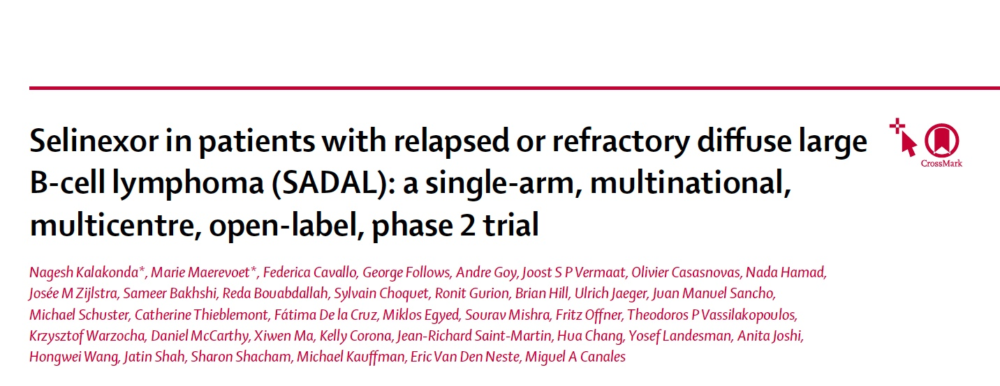 Selinexor in patients with relapsed or refractory diffuse large
B-cell lymphoma (SADAL): a single-arm, multinational,
multicentre, open-label, phase 2 trial
CrossMark
Nagesh Kalakonda*, Marie Maerevoet*, Federica Cavallo, George Follows, Andre Goy, Joost S P Vermaat, Olivier Casasnovas, Nada Hamad,
Josée M Zijlstra, Sameer Bakhshi, Reda Bouabdallah, Sylvain Choquet, Ronit Gurion, Brian Hill, Ulrich Jaeger, Juan Manuel Sancho,
Michael Schuster, Catherine Thieblemont, Fátima De la Cruz, Miklos Egyed, Sourav Mishra, Fritz Offner, Theodoros P Vassilakopoulos,
Krzysztof Warzocha, Daniel McCarthy, Xiwen Ma, Kelly Corona, Jean-Richard Saint-Martin, Hua Chang, Yosef Landesman, Anita Joshi,
Hongwei Wang, Jatin Shah, Sharon Shacham, Michael Kauffman, Eric Van Den Neste, Miguel A Canales